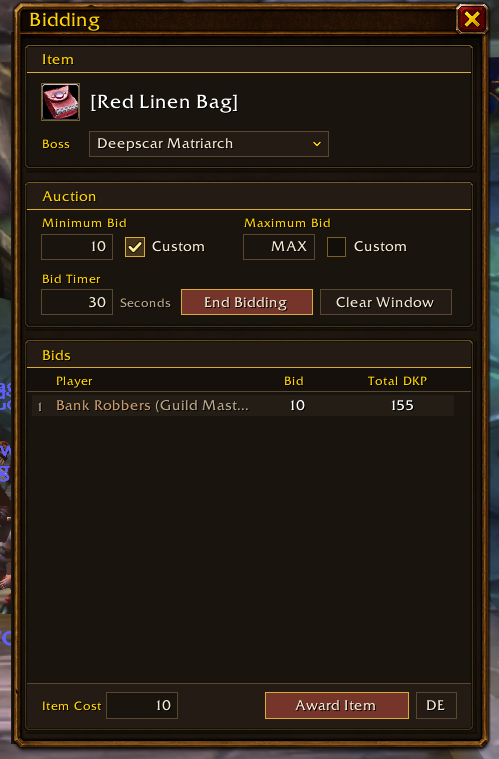 Bidding
Item
[Red Linen Bag]
Boss Deepscar Matriarch
Auction
Minimum Bid Maximum Bid
10 Custom MAX Custom
Bid Timer
30 Seconds End Bidding Clear Window
Bids
Player Bid Total DKP
1 Bank Robbers (Guild Mast... 10 155
Item Cost 10 Award Item DE